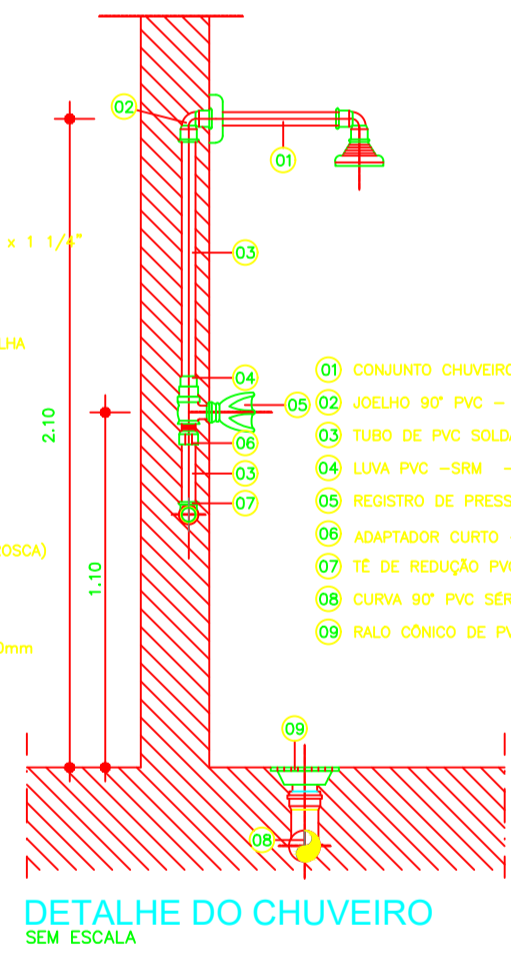 02
01
x 1 1/4"
03
LHA
04
05
2.10
06
03
07
ROSCA)
1.10
0mm
01 CONJUNTO CHUVEIRO
02 JOELHO 90° PVC –
03 TUBO DE PVC SOLDA
04 LUVA PVC –SRM –
05 REGISTRO DE PRESS
06 ADAPTADOR CURTO
07 TÊ DE REDUÇÃO PVC
08 CURVA 90° PVC SÉR
09 RALO CÔNICO DE PV
09
08
DETALHE DO CHUVEIRO
SEM ESCALA